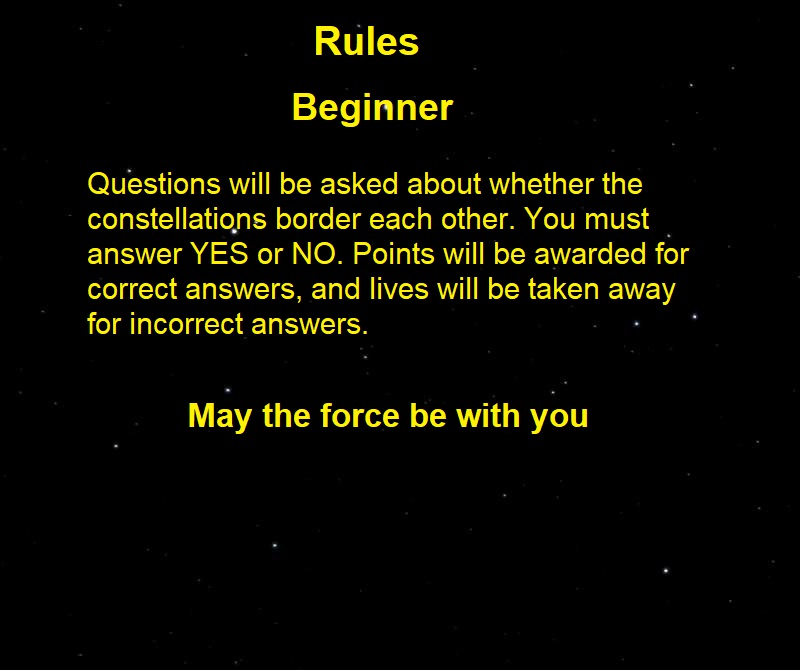 Rules
Beginner
Questions will be asked about whether the
constellations border each other. You must
answer YES or NO. Points will be awarded for
correct answers, and lives will be taken away
for incorrect answers.
May the force be with you